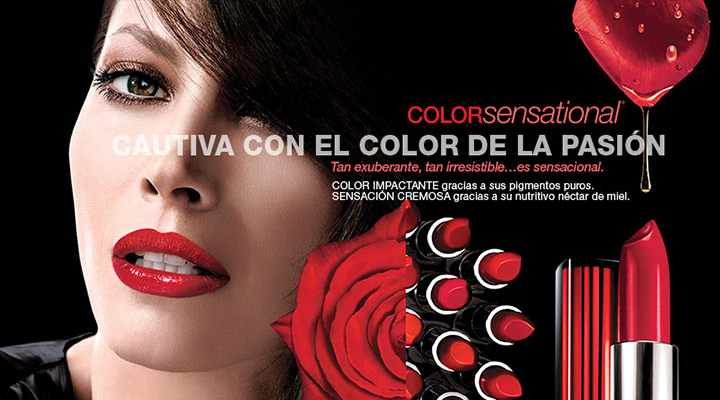 COLORsensational®
CAUTIVA CON EL COLOR DE LA PASIÓN
Tan exuberante, tan irresistible...es sensacional.
COLOR IMPACTANTE gracias a sus pigmentos puros.
SENSACIÓN CREMOSA gracias a su nutritivo néctar de miel.